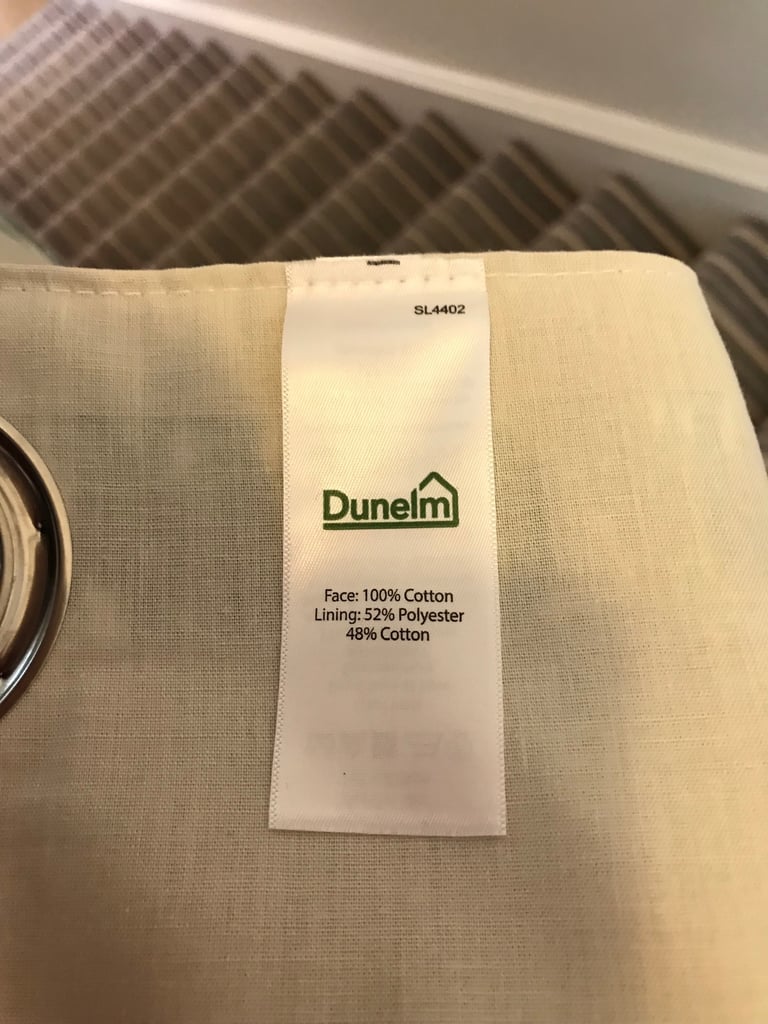 SL4402
Dunelm
Face: 100% Cotton
Lining: 52% Polyester
48% Cotton